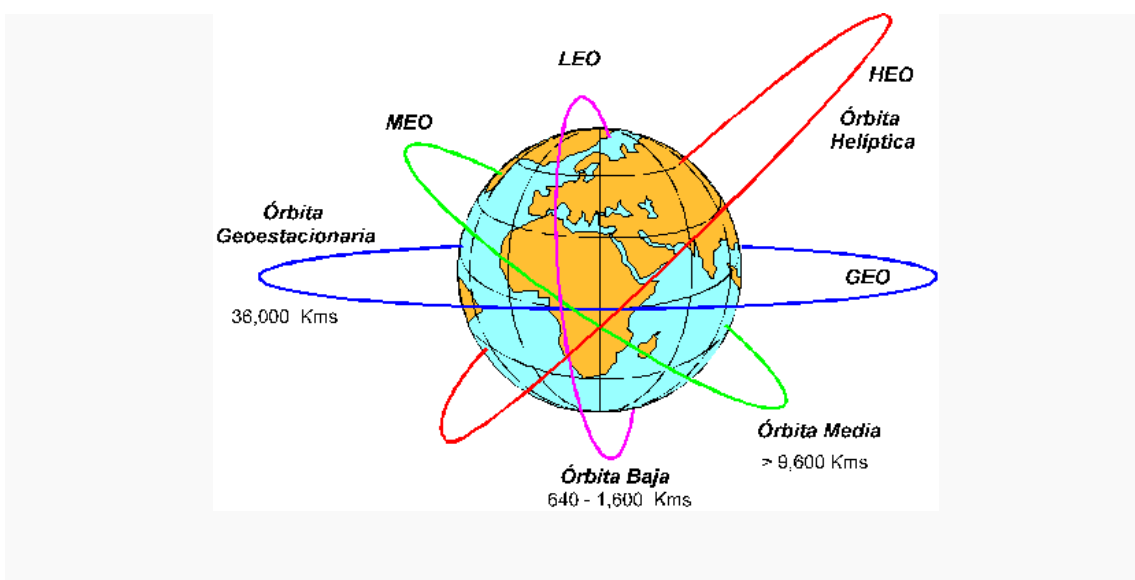 LEO
HEO
MEO
Órbita
Helíptica
Órbita
Geoestacionaria
GEO
36,000 Kms
Órbita Media
> 9,600 Kms
Órbita Baja
640 - 1,600 Kms